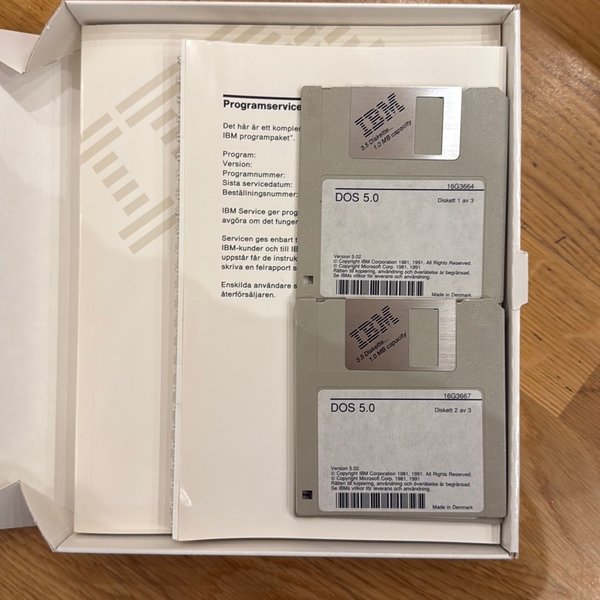 IBM
Programservice
Det här är ett
IBM programpaket".
Program:
Version:
Programnummer:
Sista servicedatum:
Beställningsnummer:
IBM Service ger
avgöra om det
Servicen ges enbart
IBM-kunder och till
uppstår får de
skriva en felrapport
Enskilda användare
återförsäljaren.
IBM
3.5 Diskette...
1.0 MB capacity
16G3664
DOS 5.0
Diskett 1 av 3
Version 5.02.
© Copyright IBM Corporation 1981, 1991. All Rights Reserved.
© Copyright Microsoft Corp. 1981, 1991.
Rätten till kopiering, användning och överlåtelse är begränsad.
Se IBMs villkor för leverans och användning.
Made in Denmark
IBM
3.5 Diskette...
1.0 MB capacity
16G3667
DOS 5.0
Diskett 2 av 3
Version 5.02.
© Copyright IBM Corporation 1981, 1991. All Rights Reserved.
© Copyright Microsoft Corp. 1981, 1991.
Rätten till kopiering, användning och överlåtelse är begränsad.
Se IBMs villkor för leverans och användning.
Made in Denmark